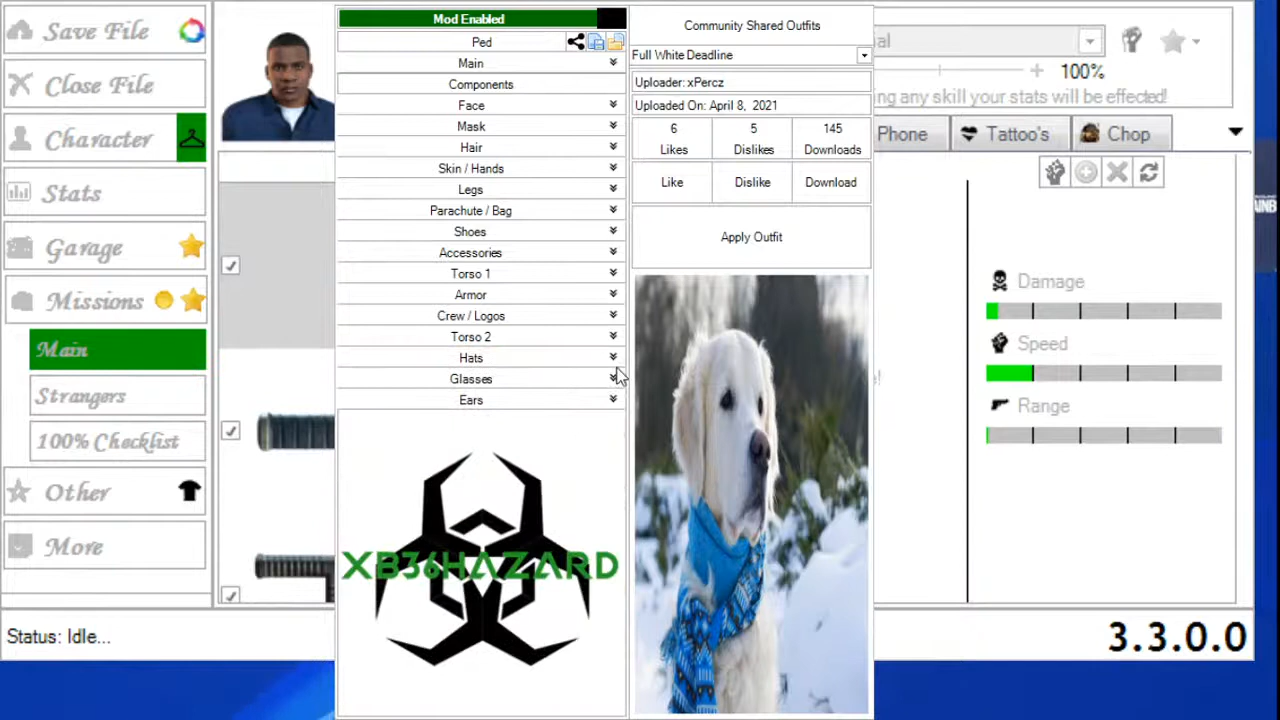 Save File
Close File
Character
Stats
Garage
Missions
Main
Strangers
100% Checklist
Other
More
Status: Idle...
Mod Enabled
Ped
Main
Components
Face
Mask
Hair
Skin / Hands
Legs
Parachute / Bag
Shoes
Accessories
Torso 1
Armor
Crew / Logos
Torso 2
Hats
Glasses
Ears
XB36HAZARD
Community Shared Outfits
Full White Deadline
Uploader: xPercz
Uploaded On: April 8, 2021
6 5 145
Likes Dislikes Downloads
Like Dislike Download
Apply Outfit
al
100%
ng any skill your stats will be effected!
Phone Tattoo's Chop
Damage
Speed
Range
3.3.0.0